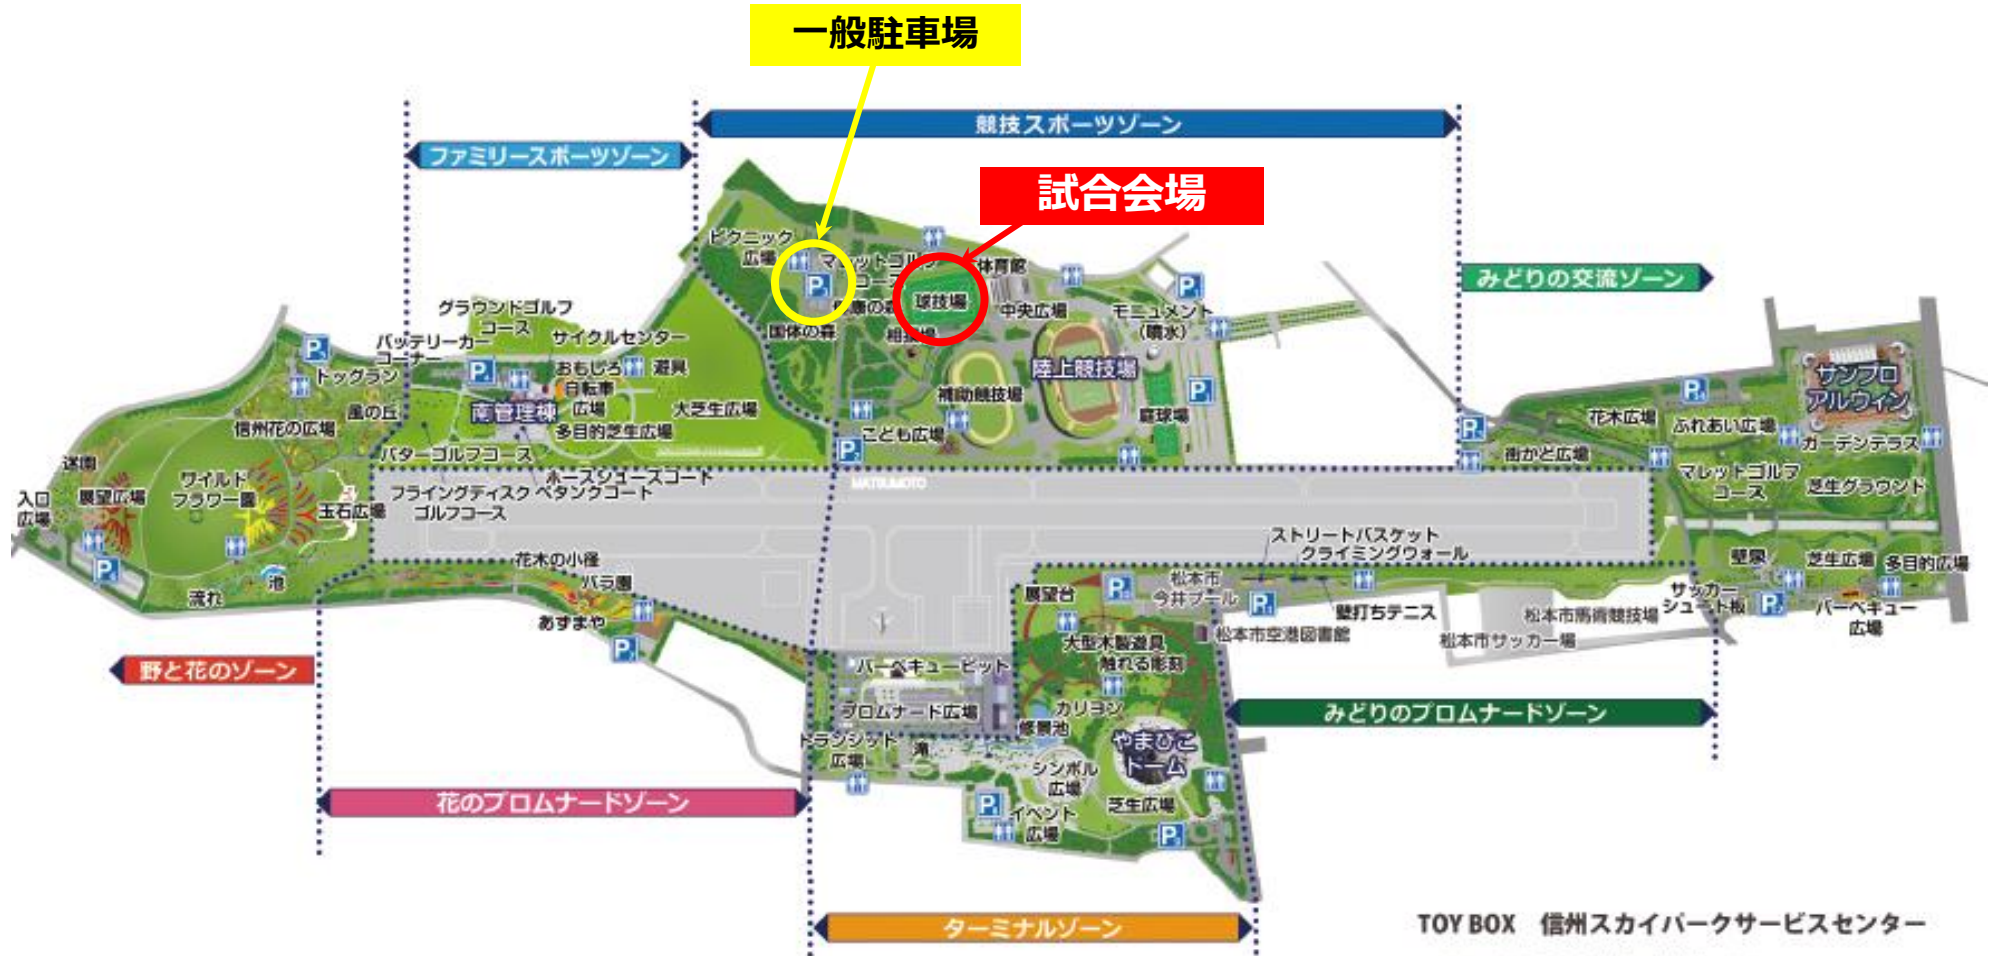 一般駐車場
競技スポーツゾーン
ファミリースポーツゾーン
試合会場
ピクニック
広場
体育館
みどりの交流ゾーン
球技場
中央広場
モニュメント
(噴水)
国体の森
グラウンドゴルフ
コース
サイクルセンター
バッテリーカー
コーナー
おもしろ
自転車
広場
遊具
ドッグラン
風の丘
南管理棟
大芝生広場
多目的芝生広場
信州花の広場
パターゴルフコース
ホースシューズコート
フライングディスク
ゴルフコース
ペタンクコート
補助競技場
陸上競技場
庭球場
こども広場
MATSUMOTO
サンプロ
アルウィン
花木広場
ふれあい広場
ガーデンテラス
街かど広場
マレットゴルフ
コース
芝生グラウンド
迷園
展望広場
入口
広場
ワイルド
フラワー園
玉石広場
池
流れ
花木の小径
バラ園
あずまや
ストリートバスケット
クライミングウォール
展望台
松本市
今井プール
壁打ちテニス
松本市空港図書館
松本市馬術競技場
松本市サッカー場
サッカー
シュート板
壁泉
芝生広場
多目的広場
バーベキュー
広場
大型木製遊具
触れる彫刻
バーベキューピット
プロムナード広場
カリヨン
修景池
やまびこ
ドーム
トランジット
広場
滝
シンボル
広場
芝生広場
イベント
広場
野と花のゾーン
みどりのプロムナードゾーン
花のプロムナードゾーン
ターミナルゾーン
TOY BOX 信州スカイパークサービスセンター